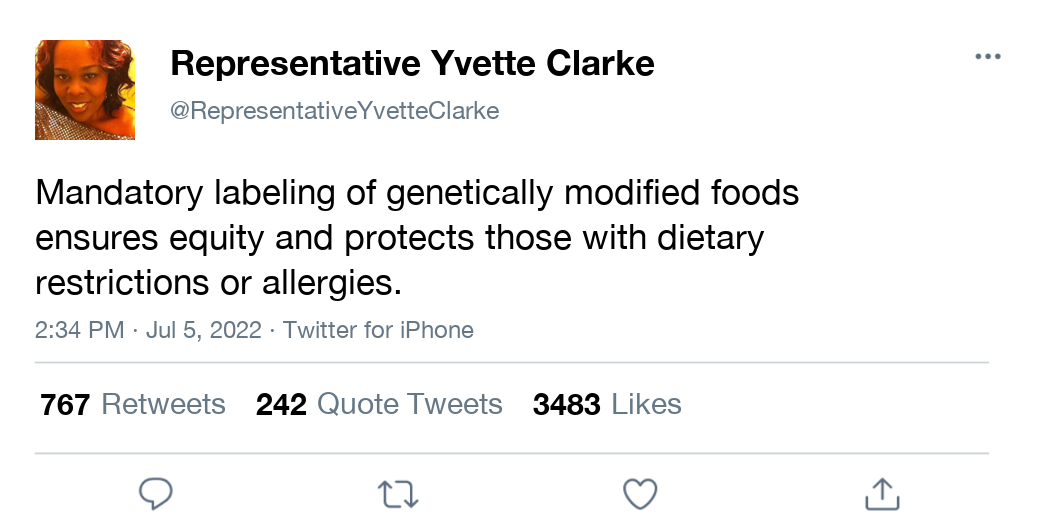 Representative Yvette Clarke
@RepresentativeYvetteClarke
Mandatory labeling of genetically modified foods
ensures equity and protects those with dietary
restrictions or allergies.
2:34 PM · Jul 5, 2022 · Twitter for iPhone
767 Retweets 242 Quote Tweets 3483 Likes